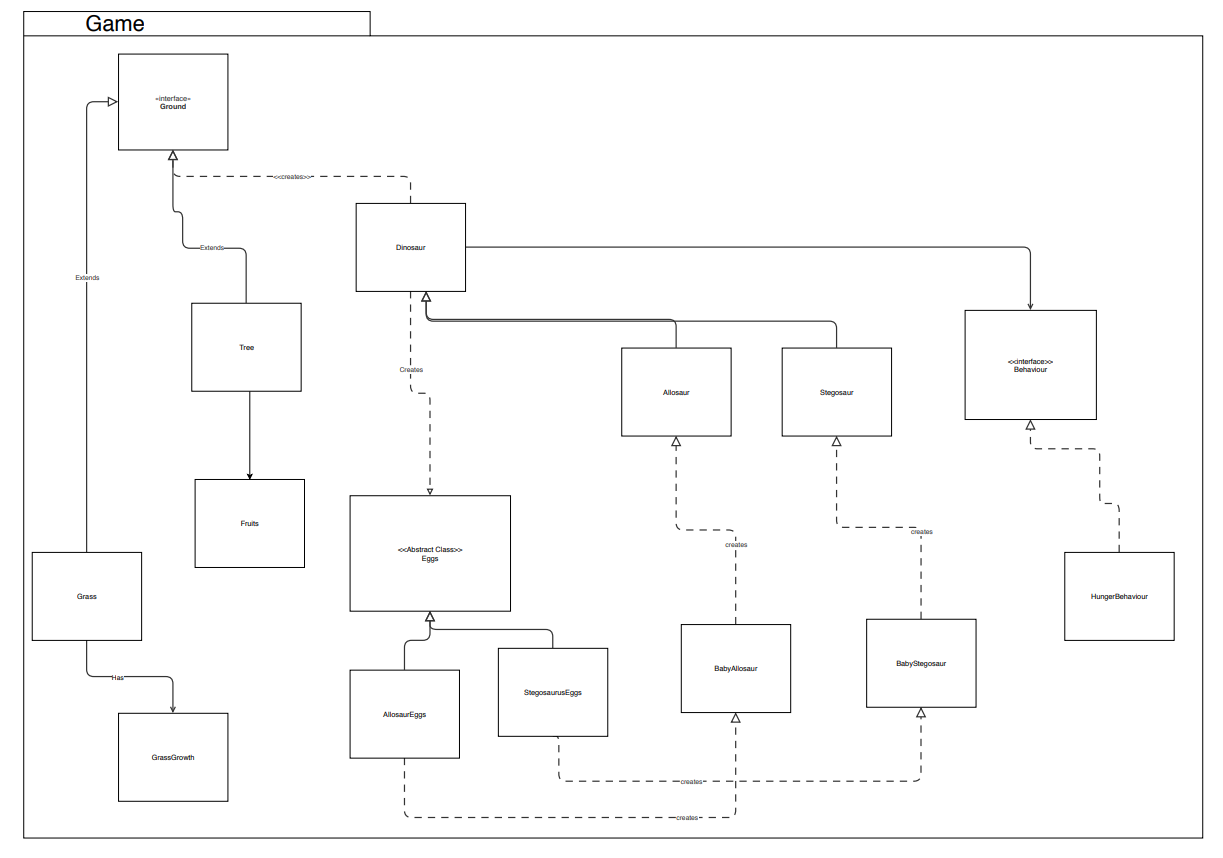 Game
«interface»
Ground
<<creates>>
Dinosaur
Extends
Extends
Tree
<<interface>>
Behaviour
Creates
Allosaur
Stegosaur
Fruits
creates
creates
<<Abstract Class>>
Eggs
Grass
HungerBehaviour
Has
StegosaurusEggs
BabyAllosaur
BabyStegosaur
AllosaurEggs
GrassGrowth
creates
creates